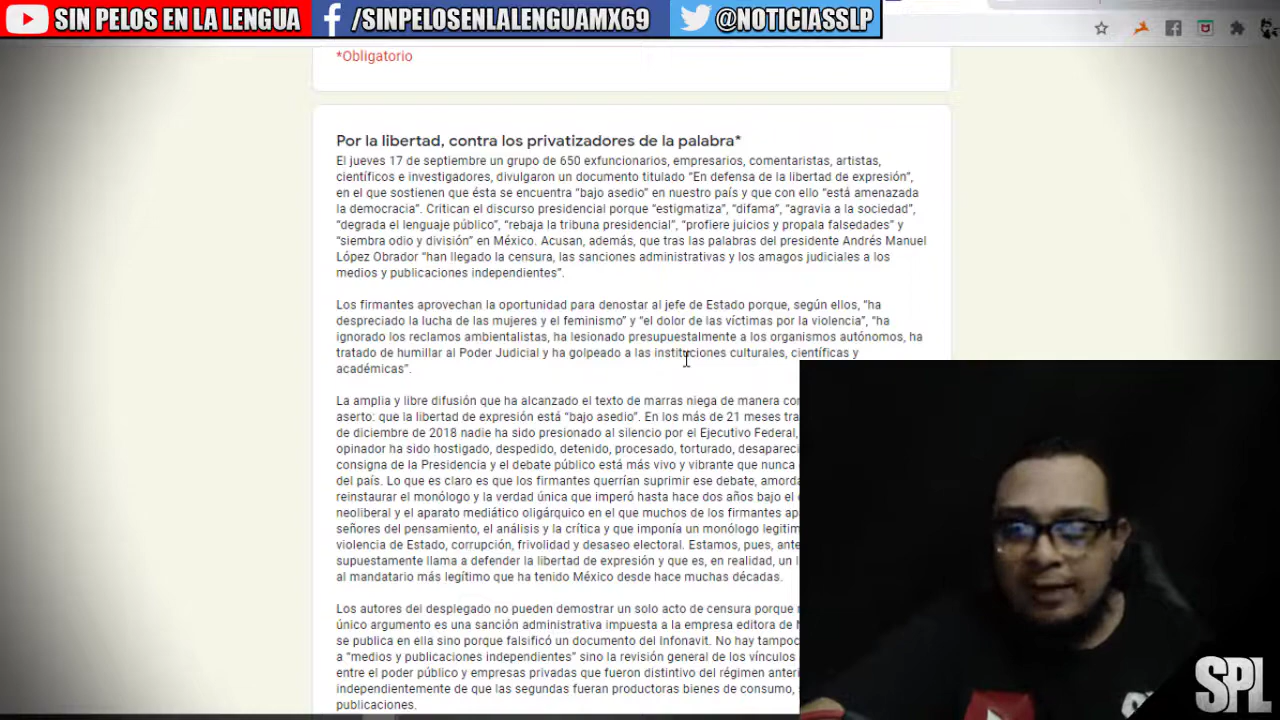 SIN PELOS EN LA LENGUA
/SINPELOSENLALENGUAMX69
@NOTICIASSLP
*Obligatorio
Por la libertad, contra los privatizadores de la palabra*
El jueves 17 de septiembre un grupo de 650 exfuncionarios, empresarios, comentaristas, artistas,
científicos e investigadores, divulgaron un documento titulado “En defensa de la libertad de expresión”,
en el que sostienen que ésta se encuentra “bajo asedio” en nuestro país y que con ello “está amenazada
la democracia”. Critican el discurso presidencial porque “estigmatiza”, “difama”, “agravia a la sociedad”,
“degrada el lenguaje público”, “rebaja la tribuna presidencial”, “profiere juicios y propala falsedades” y
“siembra odio y división” en México. Acusan, además, que tras las palabras del presidente Andrés Manuel
López Obrador “han llegado la censura, las sanciones administrativas y los amagos judiciales a los
medios y publicaciones independientes”.
Los firmantes aprovechan la oportunidad para denostar al jefe de Estado porque, según ellos, “ha
despreciado la lucha de las mujeres y el feminismo” y “el dolor de las víctimas por la violencia”, “ha
ignorado los reclamos ambientalistas, ha lesionado presupuestalmente a los organismos autónomos, ha
tratado de humillar al Poder Judicial y ha golpeado a las instituciones culturales, científicas y
académicas”.
La amplia y libre difusión que ha alcanzado el texto de marras niega de manera
aserto: que la libertad de expresión está “bajo asedio”. En los más de 21 meses
de diciembre de 2018 nadie ha sido presionado al silencio por el Ejecutivo Federal,
opinador ha sido hostigado, despedido, detenido, procesado, torturado,
consigna de la Presidencia y el debate público está más vivo y vibrante que nunca
del país. Lo que es claro es que los firmantes querrían suprimir ese debate,
reinstaurar el monólogo y la verdad única que imperó hasta hace dos años bajo el
neoliberal y el aparato mediático oligárquico en el que muchos de los firmantes
señores del pensamiento, el análisis y la crítica y que imponía un monólogo
violencia de Estado, corrupción, frivolidad y desaseo electoral. Estamos, pues,
supuestamente llama a defender la libertad de expresión y que es, en realidad, un
al mandatario más legítimo que ha tenido México desde hace muchas décadas.
Los autores del desplegado no pueden demostrar un solo acto de censura porque
único argumento es una sanción administrativa impuesta a la empresa editora de
se publica en ella sino porque falsificó un documento del Infonavit. No hay
a “medios y publicaciones independientes” sino la revisión general de los vínculos
entre el poder público y empresas privadas que fueron distintivo del régimen
independientemente de que las segundas fueran productoras bienes de consumo,
publicaciones.
SPL